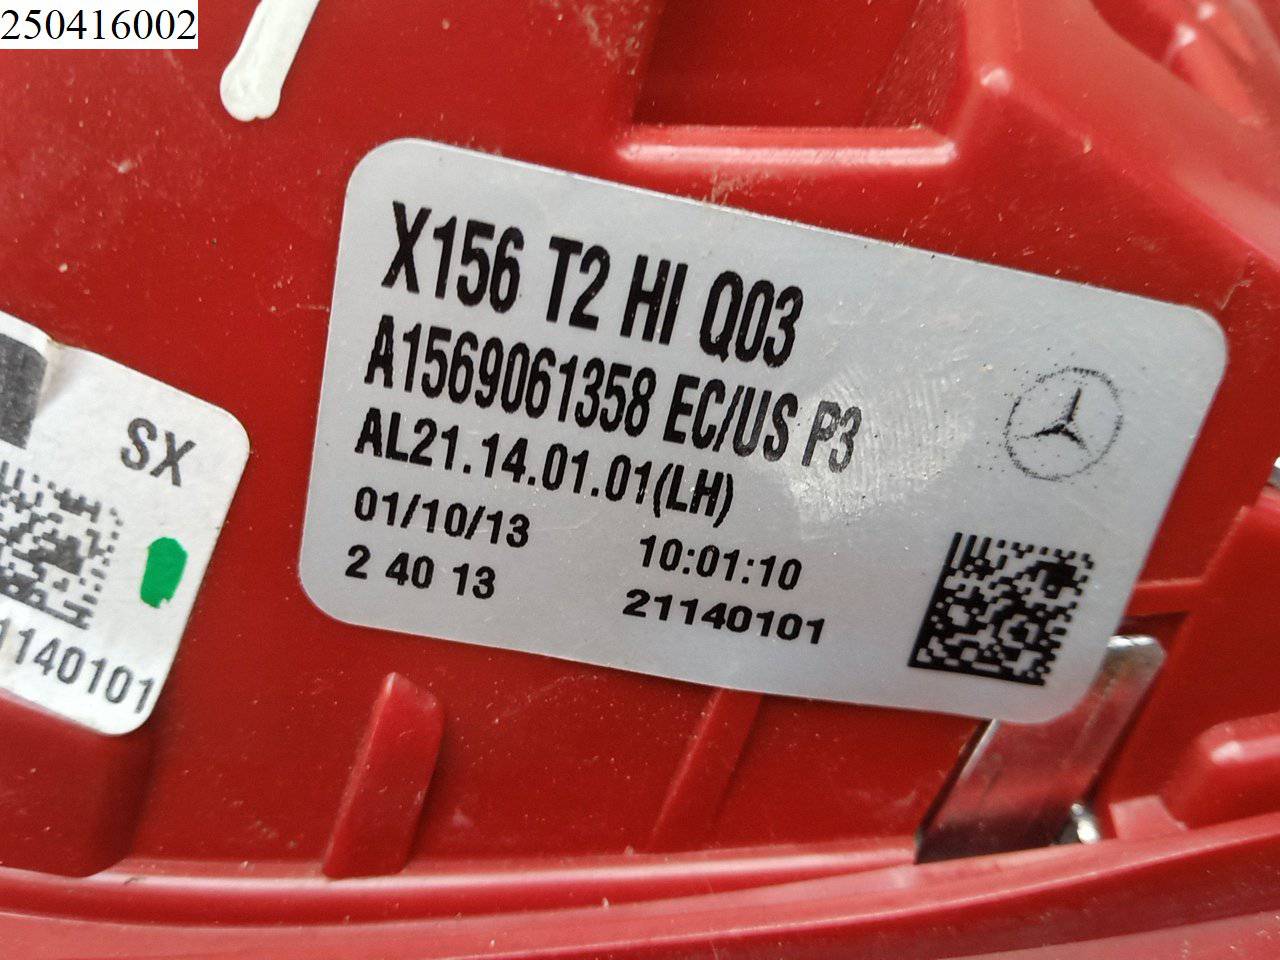 250416002
X156 T2 HI Q03
A1569061358 EC/US P3
AL21.14.01.01(LH)
01/10/13 10:01:10
2 40 13 21140101
SX
1140101